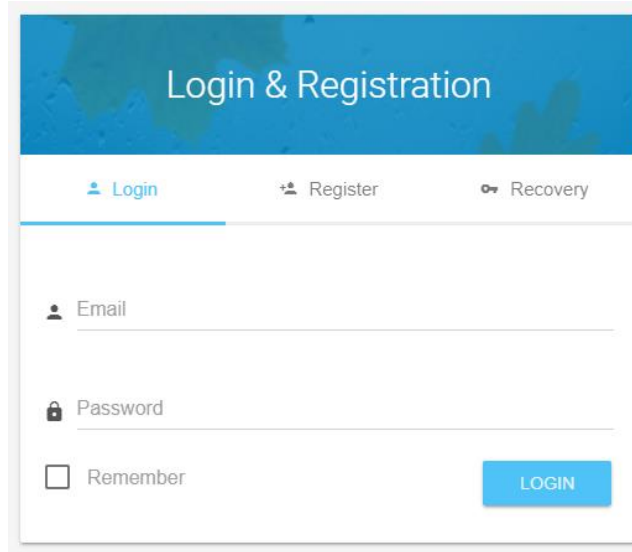 Login & Registration
Login Register Recovery
Email
Password
Remember LOGIN